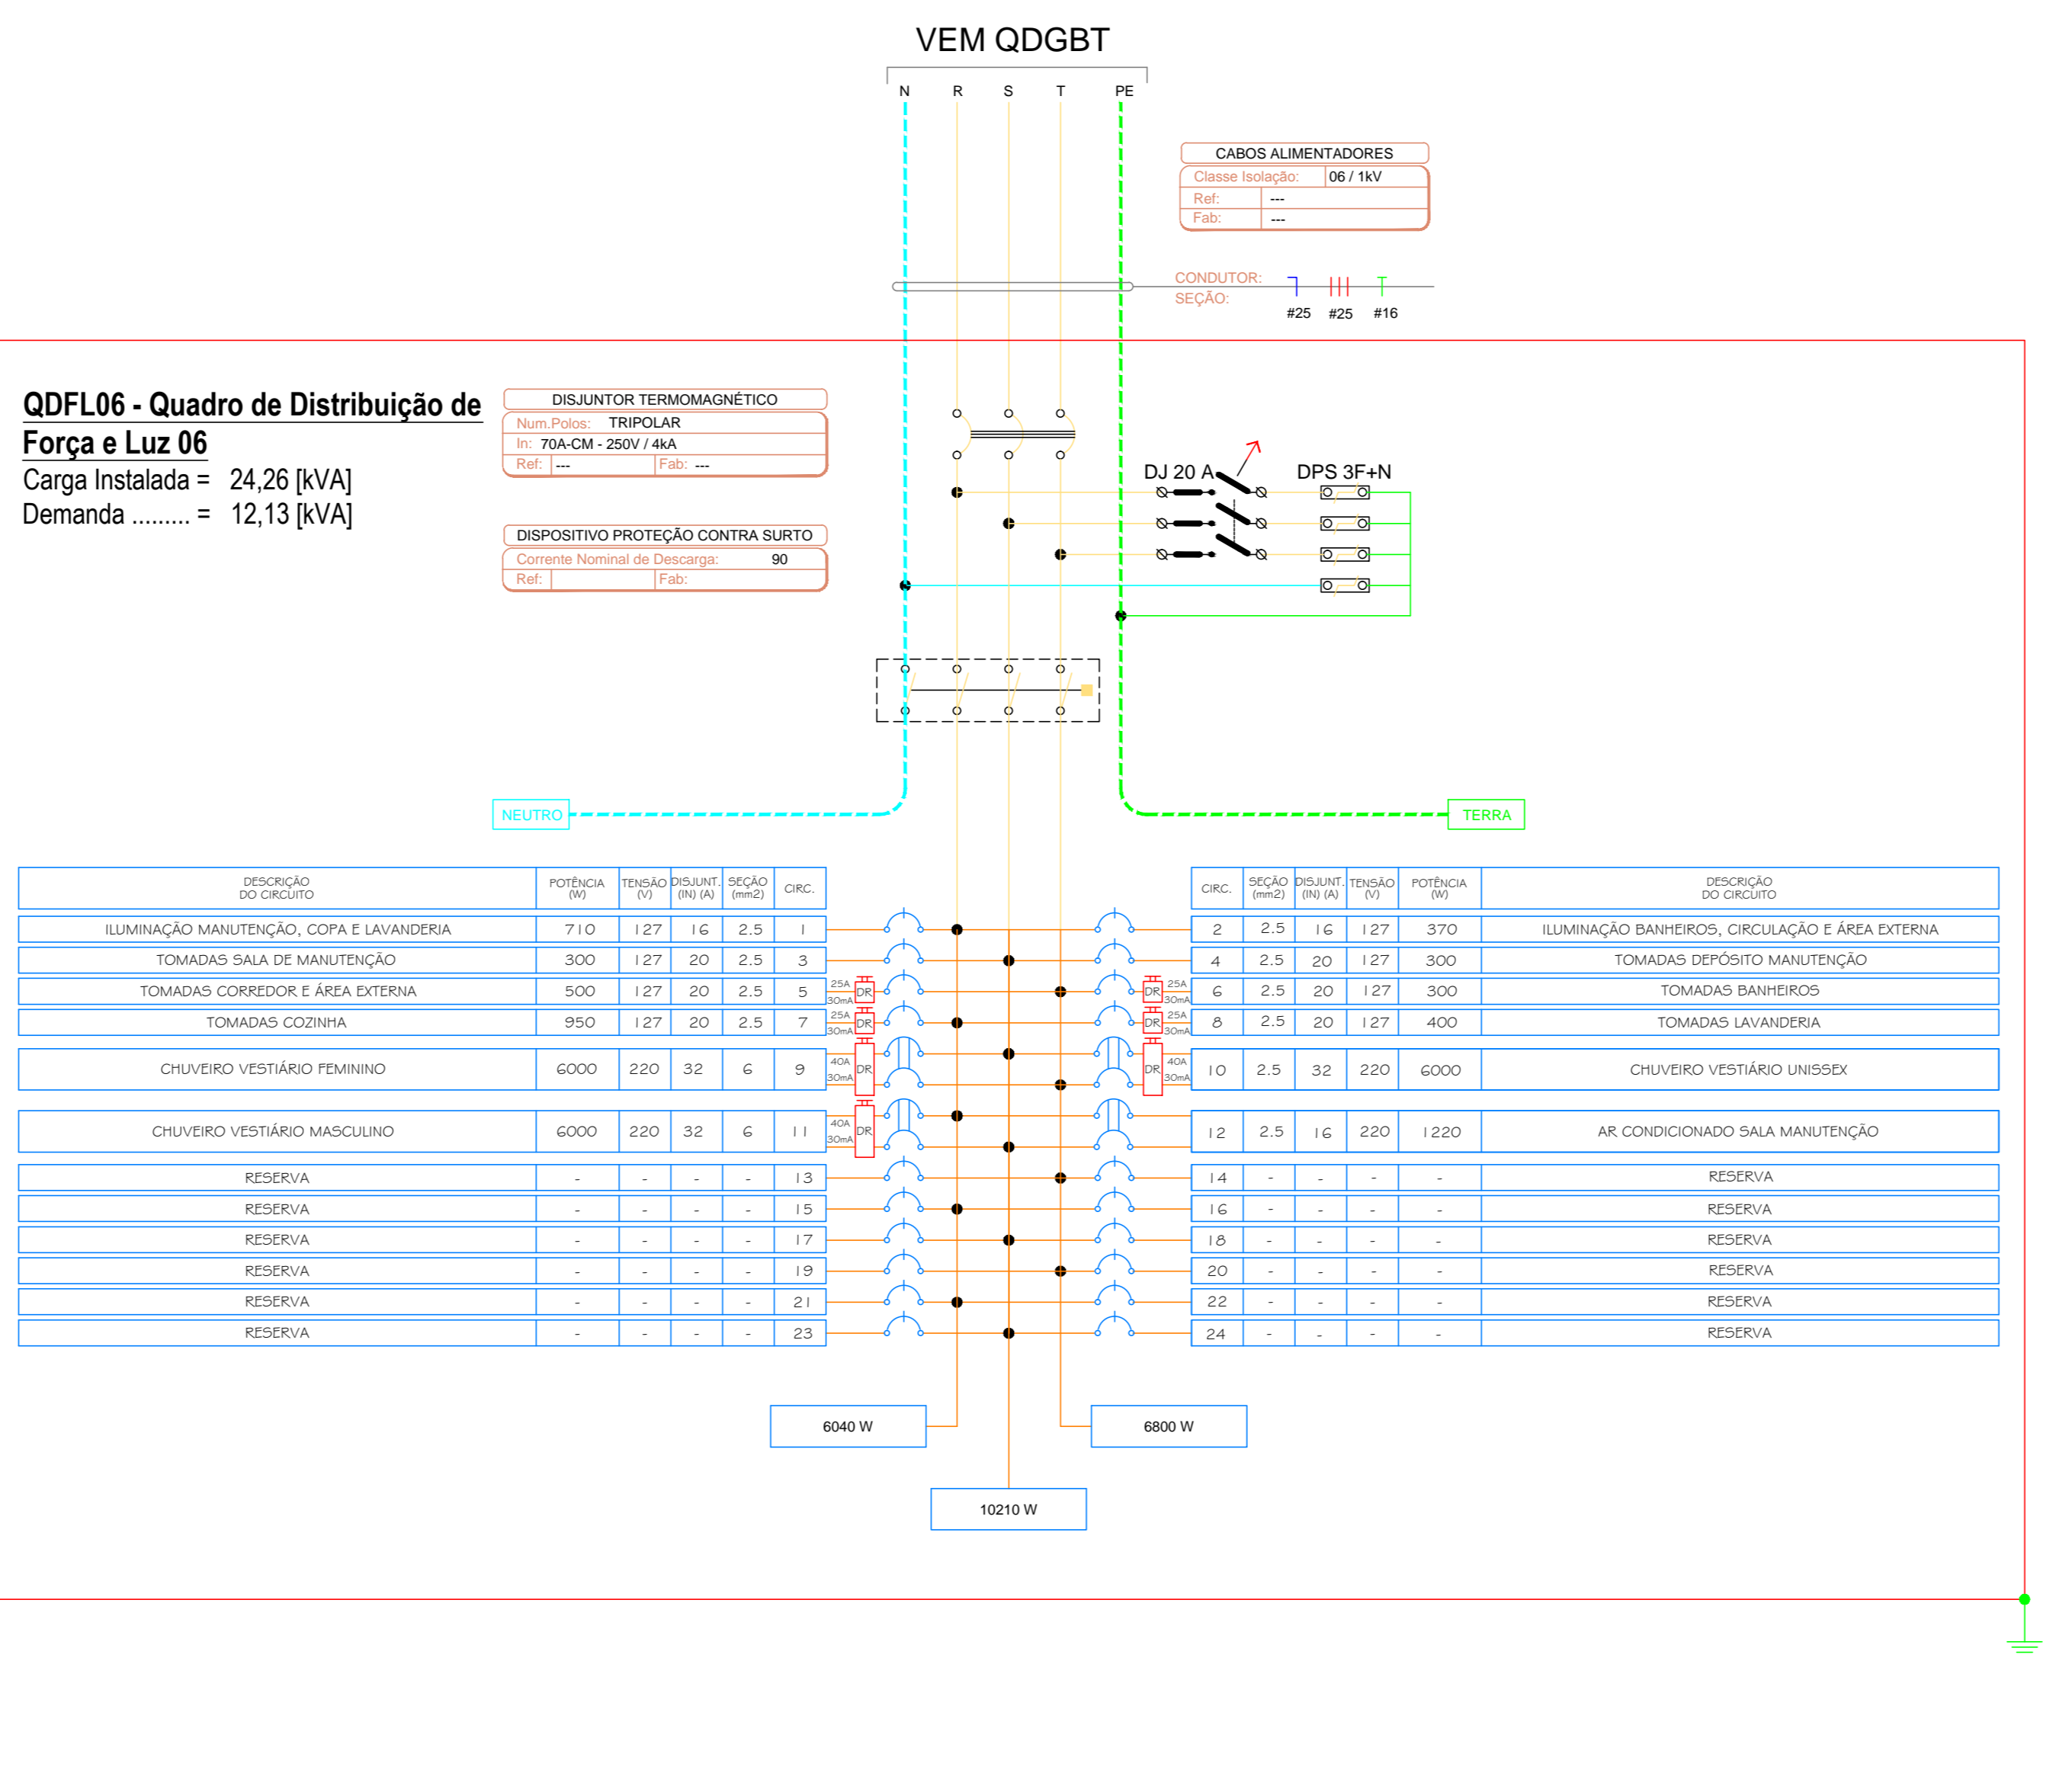 VEM QDGBT
N R S T PE
CABOS ALIMENTADORES
Classe Isolação: 06 / 1kV
Ref: ---
Fab: ---
CONDUTOR:
SEÇÃO:
#25 #25 #16
QDFL06 - Quadro de Distribuição de
Força e Luz 06
Carga Instalada = 24,26 [kVA]
Demanda ......... = 12,13 [kVA]
DISJUNTOR TERMOMAGNÉTICO
Num.Polos: TRIPOLAR
In: 70A-CM - 250V / 4kA
Ref: --- Fab: ---
DISPOSITIVO PROTEÇÃO CONTRA SURTO
Corrente Nominal de Descarga: 90
Ref: Fab:
DJ 20 A DPS 3F+N
NEUTRO
TERRA
DESCRIÇÃO DO CIRCUITO POTÊNCIA (W) TENSÃO (V) DISJUNT. (IN) (A) SEÇÃO (mm2) CIRC.
ILUMINAÇÃO MANUTENÇÃO, COPA E LAVANDERIA 710 127 16 2.5 1
TOMADAS SALA DE MANUTENÇÃO 300 127 20 2.5 3
TOMADAS CORREDOR E ÁREA EXTERNA 500 127 20 2.5 5 25A 30mA DR
TOMADAS COZINHA 950 127 20 2.5 7 25A 30mA DR
CHUVEIRO VESTIÁRIO FEMININO 6000 220 32 6 9 40A 30mA DR
CHUVEIRO VESTIÁRIO MASCULINO 6000 220 32 6 11 40A 30mA DR
RESERVA - - - - 13
RESERVA - - - - 15
RESERVA - - - - 17
RESERVA - - - - 19
RESERVA - - - - 21
RESERVA - - - - 23
CIRC. SEÇÃO (mm2) DISJUNT. (IN) (A) TENSÃO (V) POTÊNCIA (W) DESCRIÇÃO DO CIRCUITO
2 2.5 16 127 370 ILUMINAÇÃO BANHEIROS, CIRCULAÇÃO E ÁREA EXTERNA
4 2.5 20 127 300 TOMADAS DEPÓSITO MANUTENÇÃO
DR 25A 30mA 6 2.5 20 127 300 TOMADAS BANHEIROS
DR 25A 30mA 8 2.5 20 127 400 TOMADAS LAVANDERIA
DR 40A 30mA 10 2.5 32 220 6000 CHUVEIRO VESTIÁRIO UNISSEX
12 2.5 16 220 1220 AR CONDICIONADO SALA MANUTENÇÃO
14 - - - - RESERVA
16 - - - - RESERVA
18 - - - - RESERVA
20 - - - - RESERVA
22 - - - - RESERVA
24 - - - - RESERVA
6040 W
6800 W
10210 W